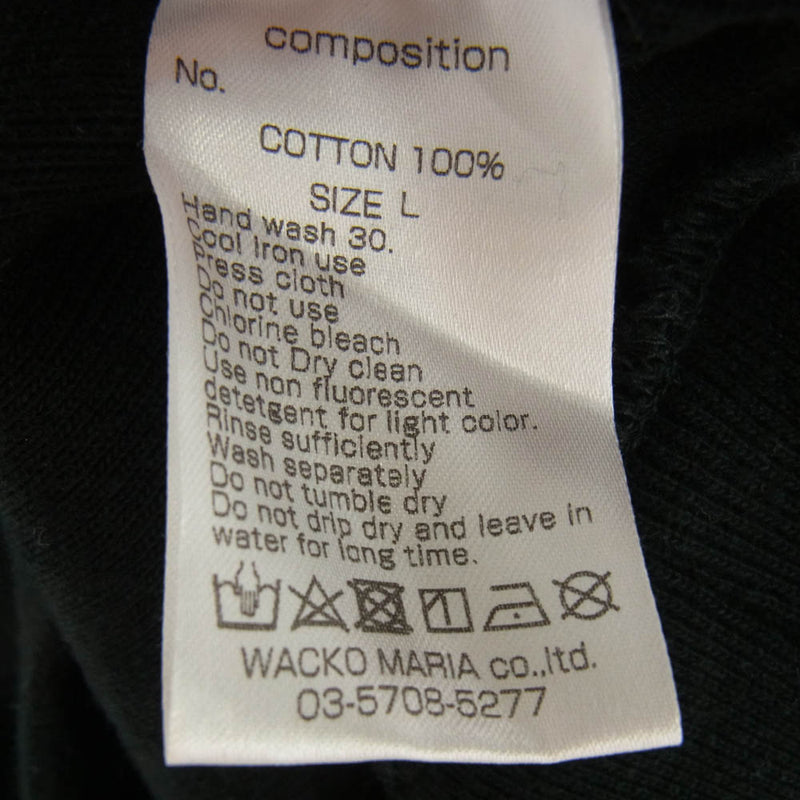 composition
No.
COTTON 100%
SIZE L
Hand wash 30.
Cool Iron use
Press cloth
Do not use
Chlorine bleach
Do not Dry clean
Use non fluorescent
detetgent for light color.
Rinse sufficiently
Wash separately
Do not tumble dry
Do not drip dry and leave in
water for long time.
WACKO MARIA co.,ltd.
03-5708-5277